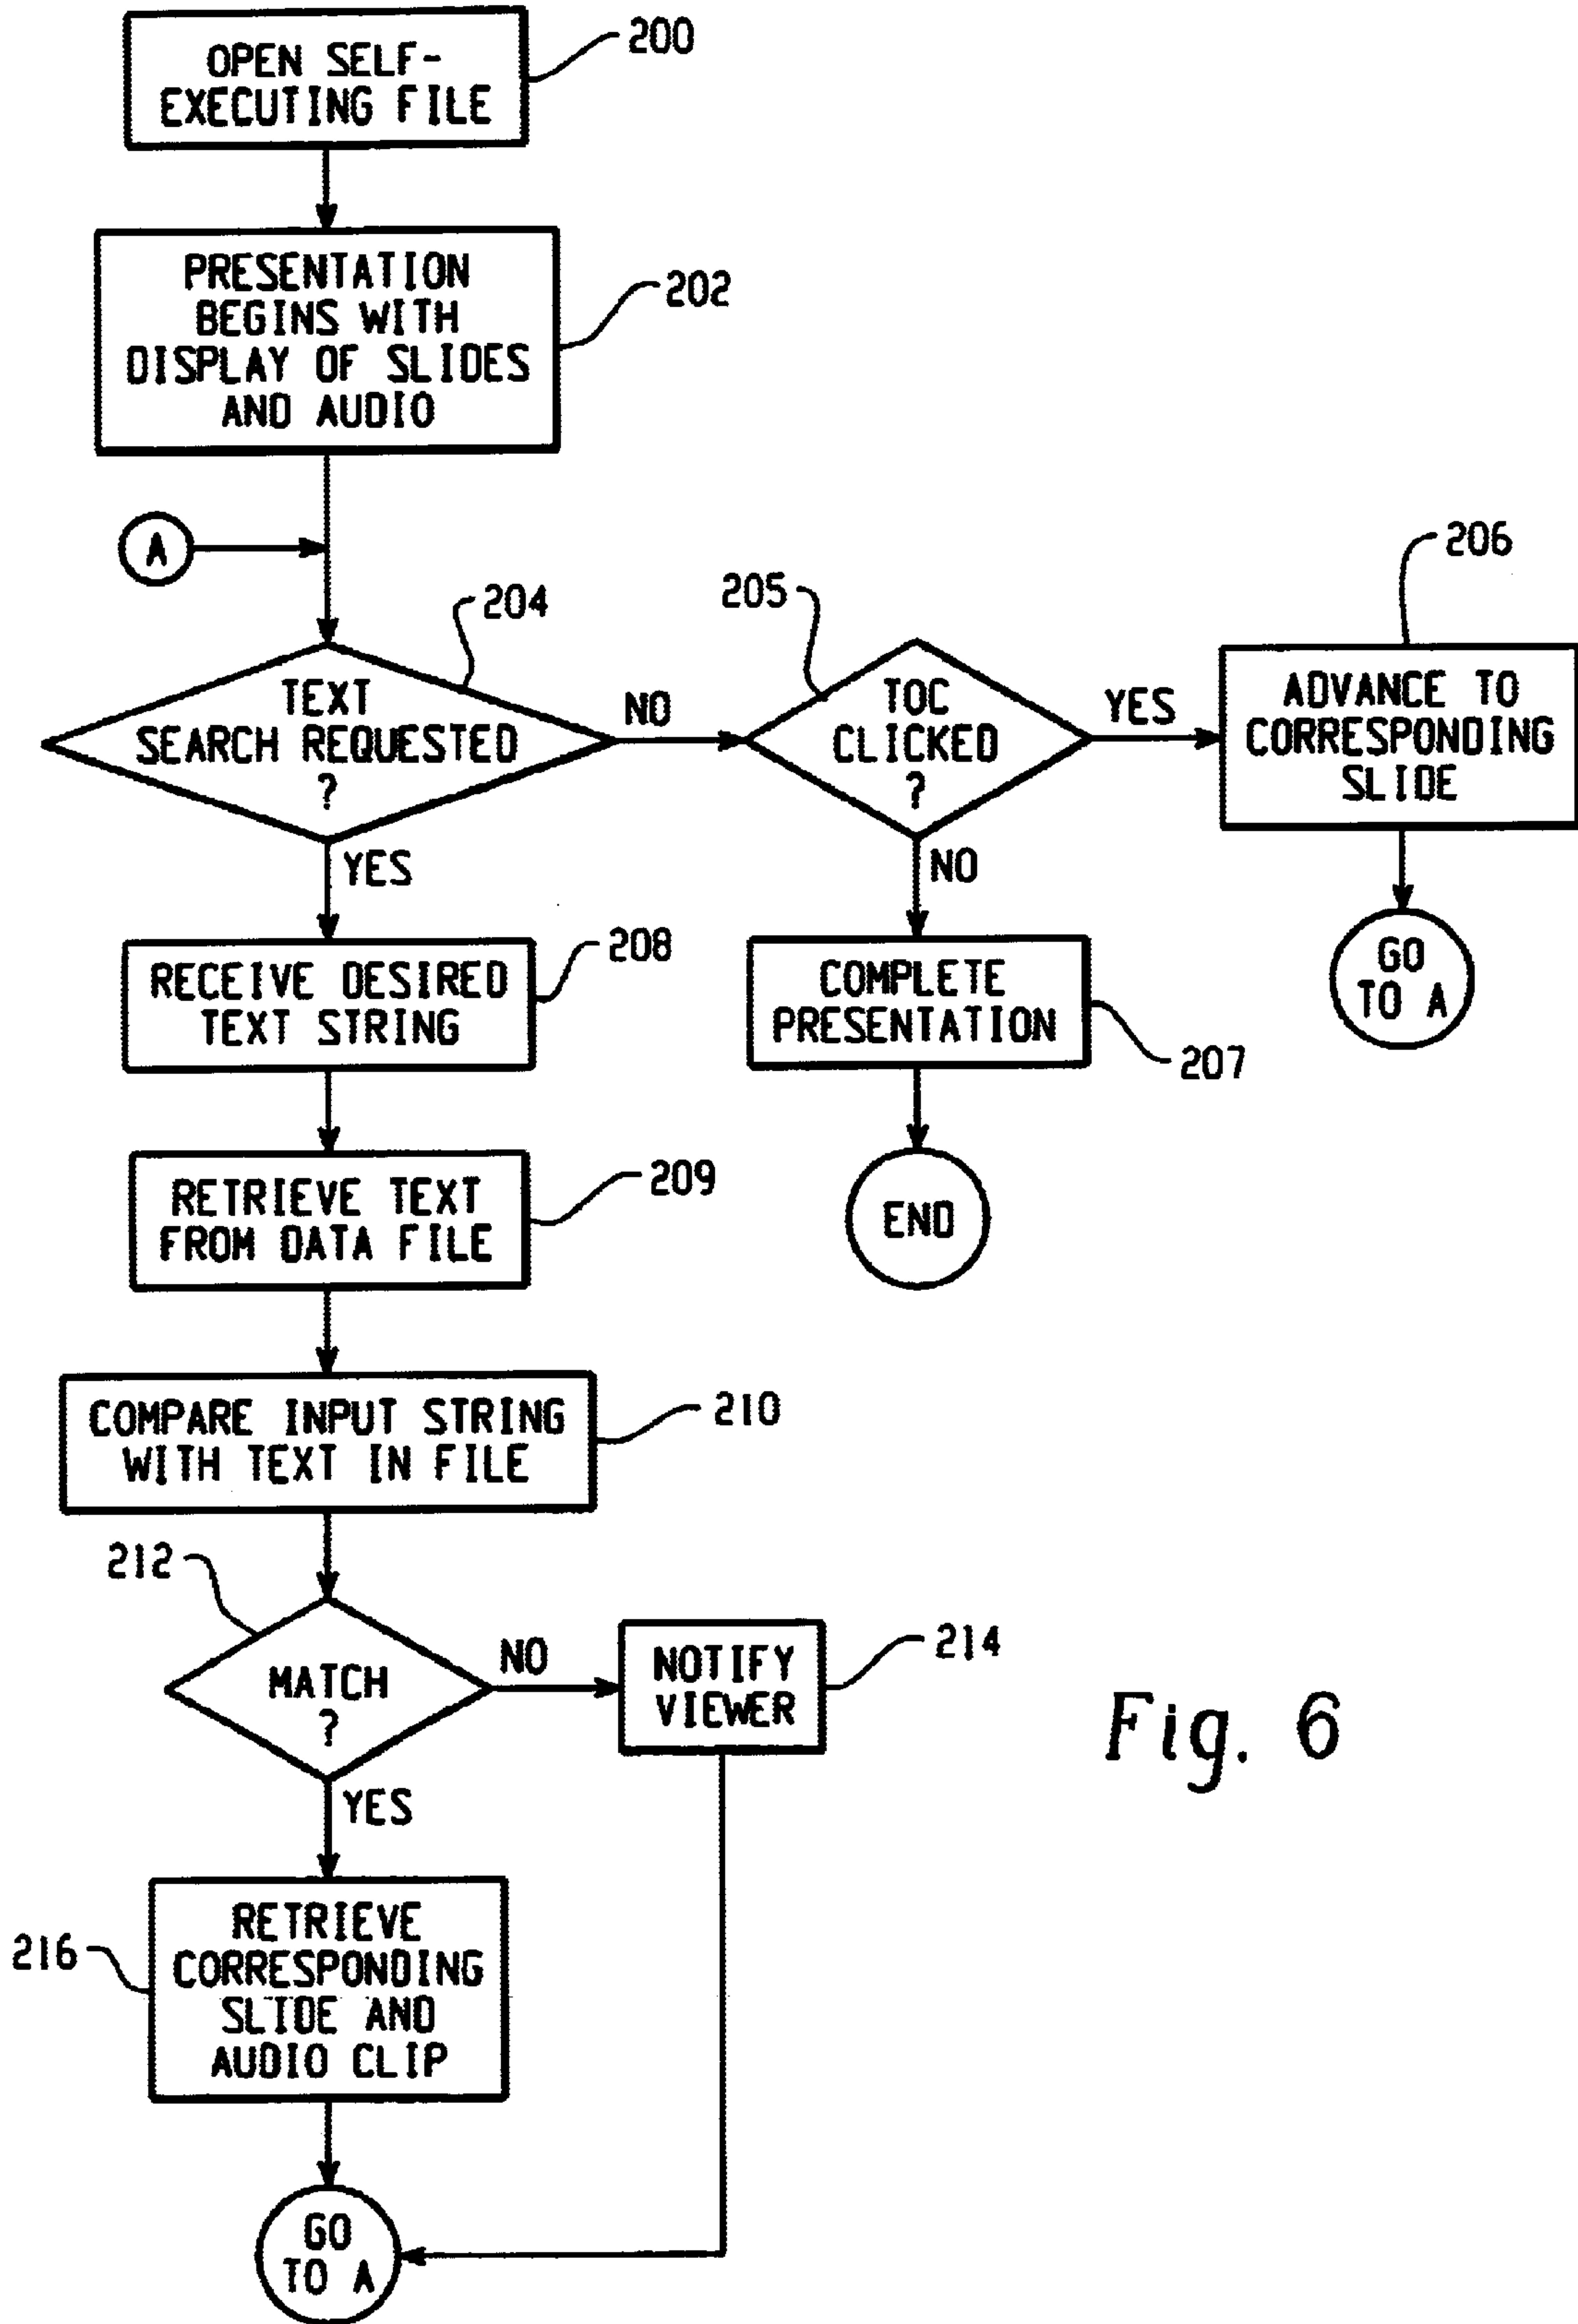 OPEN SELF-
EXECUTING FILE
200
PRESENTATION
BEGINS WITH
DISPLAY OF SLIDES
AND AUDIO
202
A
204
TEXT
SEARCH REQUESTED
?
NO
YES
205
TOC
CLICKED
?
YES
NO
206
ADVANCE TO
CORRESPONDING
SLIDE
GO
TO A
COMPLETE
PRESENTATION
207
END
RECEIVE DESIRED
TEXT STRING
208
RETRIEVE TEXT
FROM DATA FILE
209
COMPARE INPUT STRING
WITH TEXT IN FILE
210
212
MATCH
?
NO
YES
NOTIFY
VIEWER
214
216
RETRIEVE
CORRESPONDING
SLIDE AND
AUDIO CLIP
GO
TO A
Fig. 6